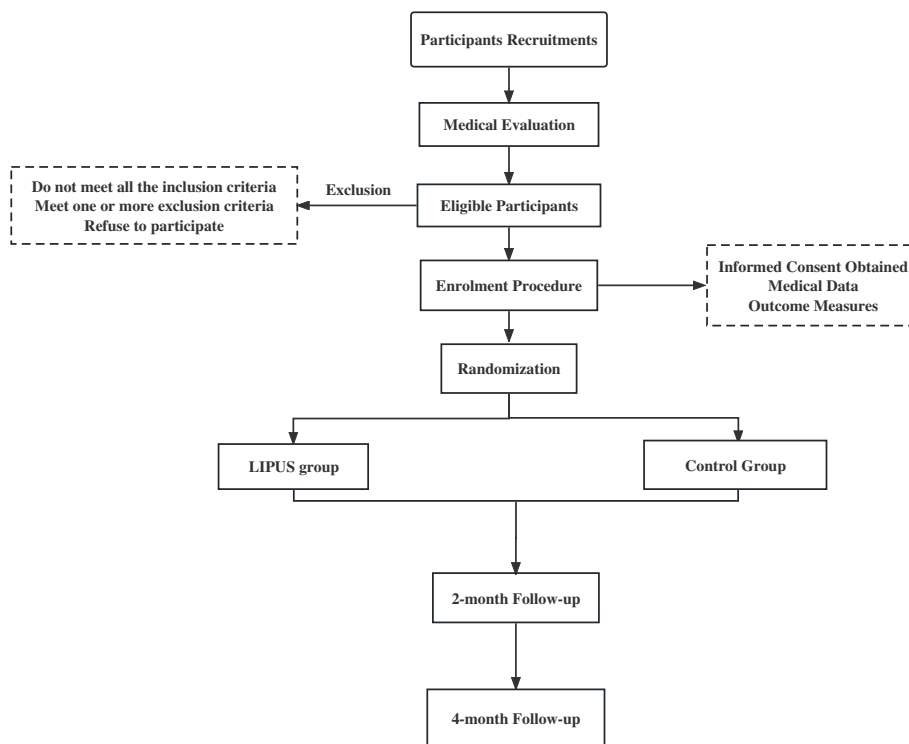 Participants Recruitments
Medical Evaluation
Do not meet all the inclusion criteria
Meet one or more exclusion criteria
Refuse to participate
Exclusion
Eligible Participants
Enrolment Procedure
Informed Consent Obtained
Medical Data
Outcome Measures
Randomization
LIPUS group
Control Group
2-month Follow-up
4-month Follow-up